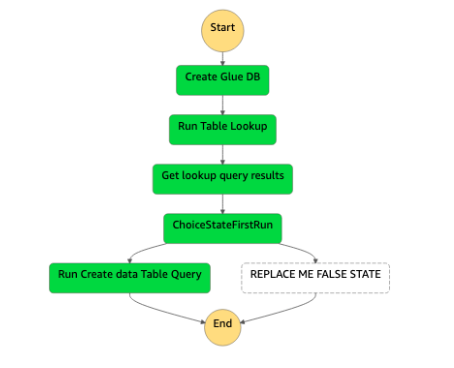 Start
Create Glue DB
Run Table Lookup
Get lookup query results
ChoiceStateFirstRun
Run Create data Table Query
REPLACE ME FALSE STATE
End